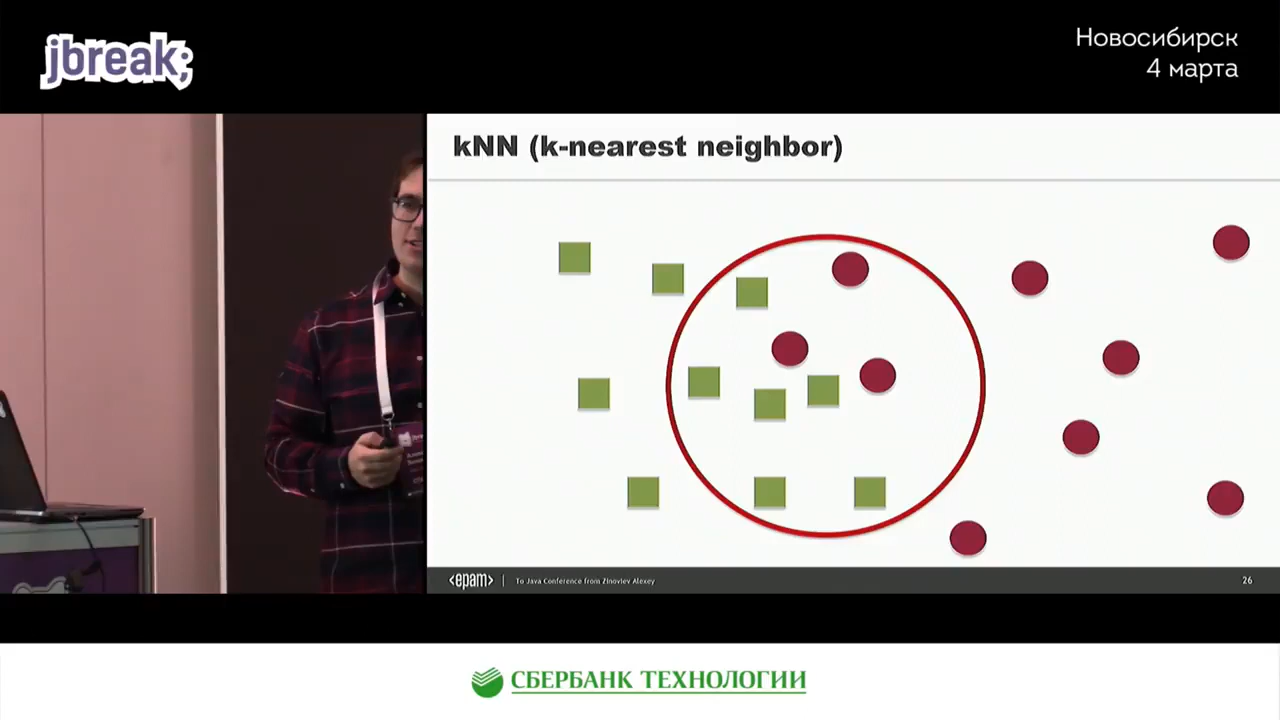 jbreak;
Новосибирск
4 марта
kNN (k-nearest neighbor)
<epam> | To Java Conference from Zinoviev Alexey
26
СБЕРБАНК ТЕХНОЛОГИИ